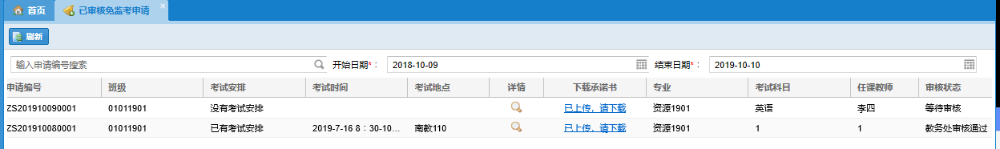 首页 已审核免监考申请
刷新
输入申请编号搜索 开始日期*： 2018-10-09 结束日期*： 2019-10-10
申请编号 班级 考试安排 考试时间 考试地点 详情 下载承诺书 专业 考试科目 任课教师 审核状态
ZS201910090001 01011901 没有考试安排 已上传，请下载 资源1901 英语 李四 等待审核
ZS201910080001 01011901 已有考试安排 2019-7-16 8：30-10... 南教110 已上传，请下载 资源1901 1 1 教务处审核通过